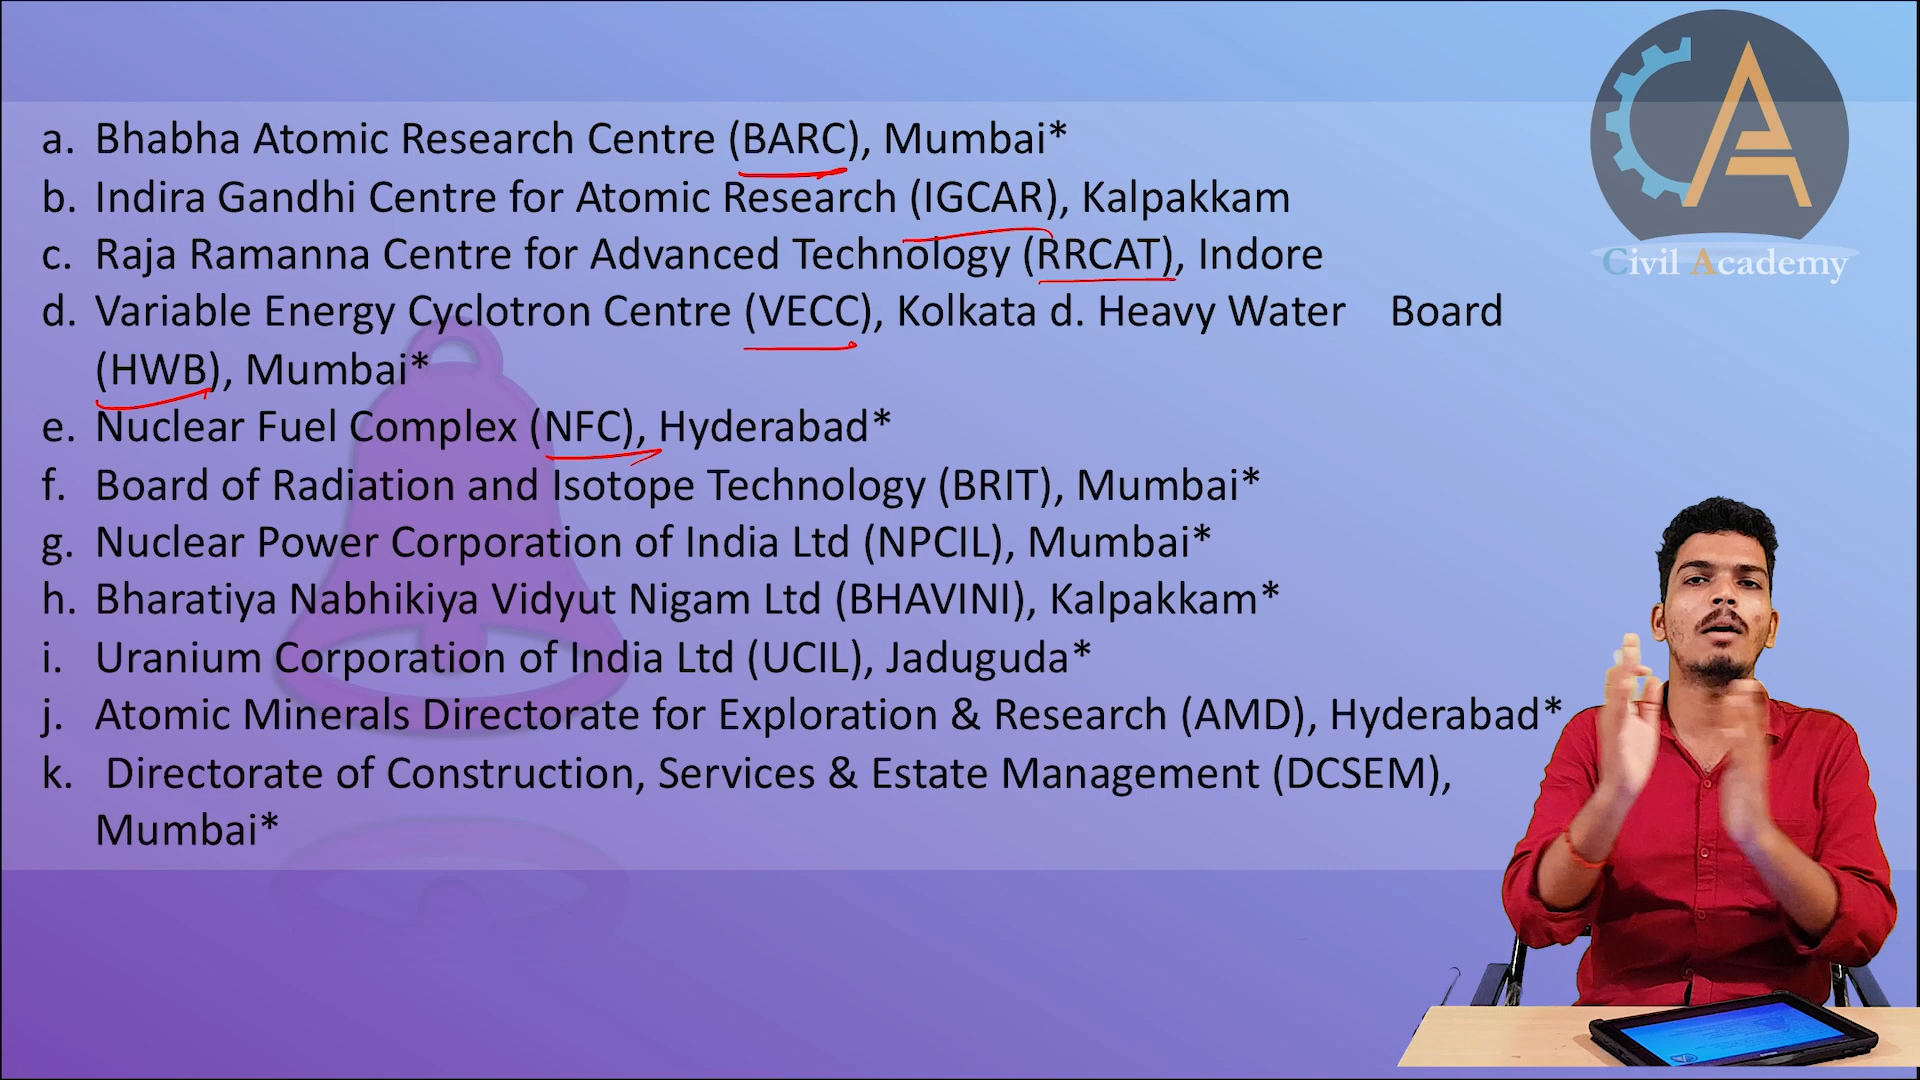 a. Bhabha Atomic Research Centre (BARC), Mumbai*
b. Indira Gandhi Centre for Atomic Research (IGCAR), Kalpakkam
c. Raja Ramanna Centre for Advanced Technology (RRCAT), Indore
d. Variable Energy Cyclotron Centre (VECC), Kolkata d. Heavy Water Board
(HWB), Mumbai*
e. Nuclear Fuel Complex (NFC), Hyderabad*
f. Board of Radiation and Isotope Technology (BRIT), Mumbai*
g. Nuclear Power Corporation of India Ltd (NPCIL), Mumbai*
h. Bharatiya Nabhikiya Vidyut Nigam Ltd (BHAVINI), Kalpakkam*
i. Uranium Corporation of India Ltd (UCIL), Jaduguda*
j. Atomic Minerals Directorate for Exploration & Research (AMD), Hyderabad*
k. Directorate of Construction, Services & Estate Management (DCSEM),
Mumbai*
CA
Civil Academy